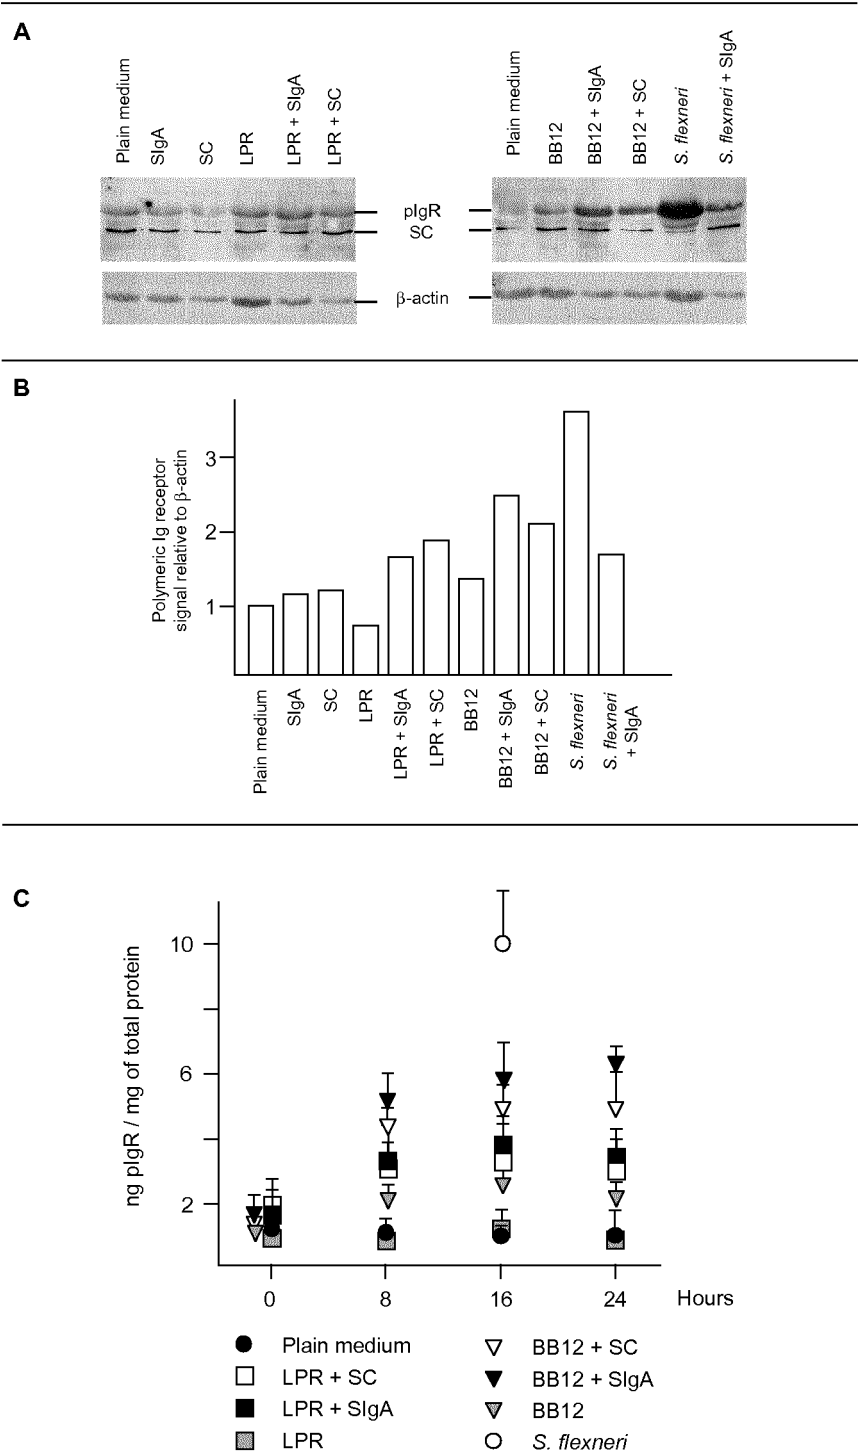 A
Plain medium
SIgA
SC
LPR
LPR + SIgA
LPR + SC
Plain medium
BB12
BB12 + SIgA
BB12 + SC
S. flexneri
S. flexneri + SIgA
pIgR
SC
β-actin
B
Polymeric Ig receptor
signal relative to β-actin
3
2
1
Plain medium
SIgA
SC
LPR
LPR + SIgA
LPR + SC
BB12
BB12 + SIgA
BB12 + SC
S. flexneri
S. flexneri
+ SIgA
C
ng pIgR / mg of total protein
10
6
2
0 8 16 24 Hours
Plain medium
LPR + SC
LPR + SIgA
LPR
BB12 + SC
BB12 + SIgA
BB12
S. flexneri